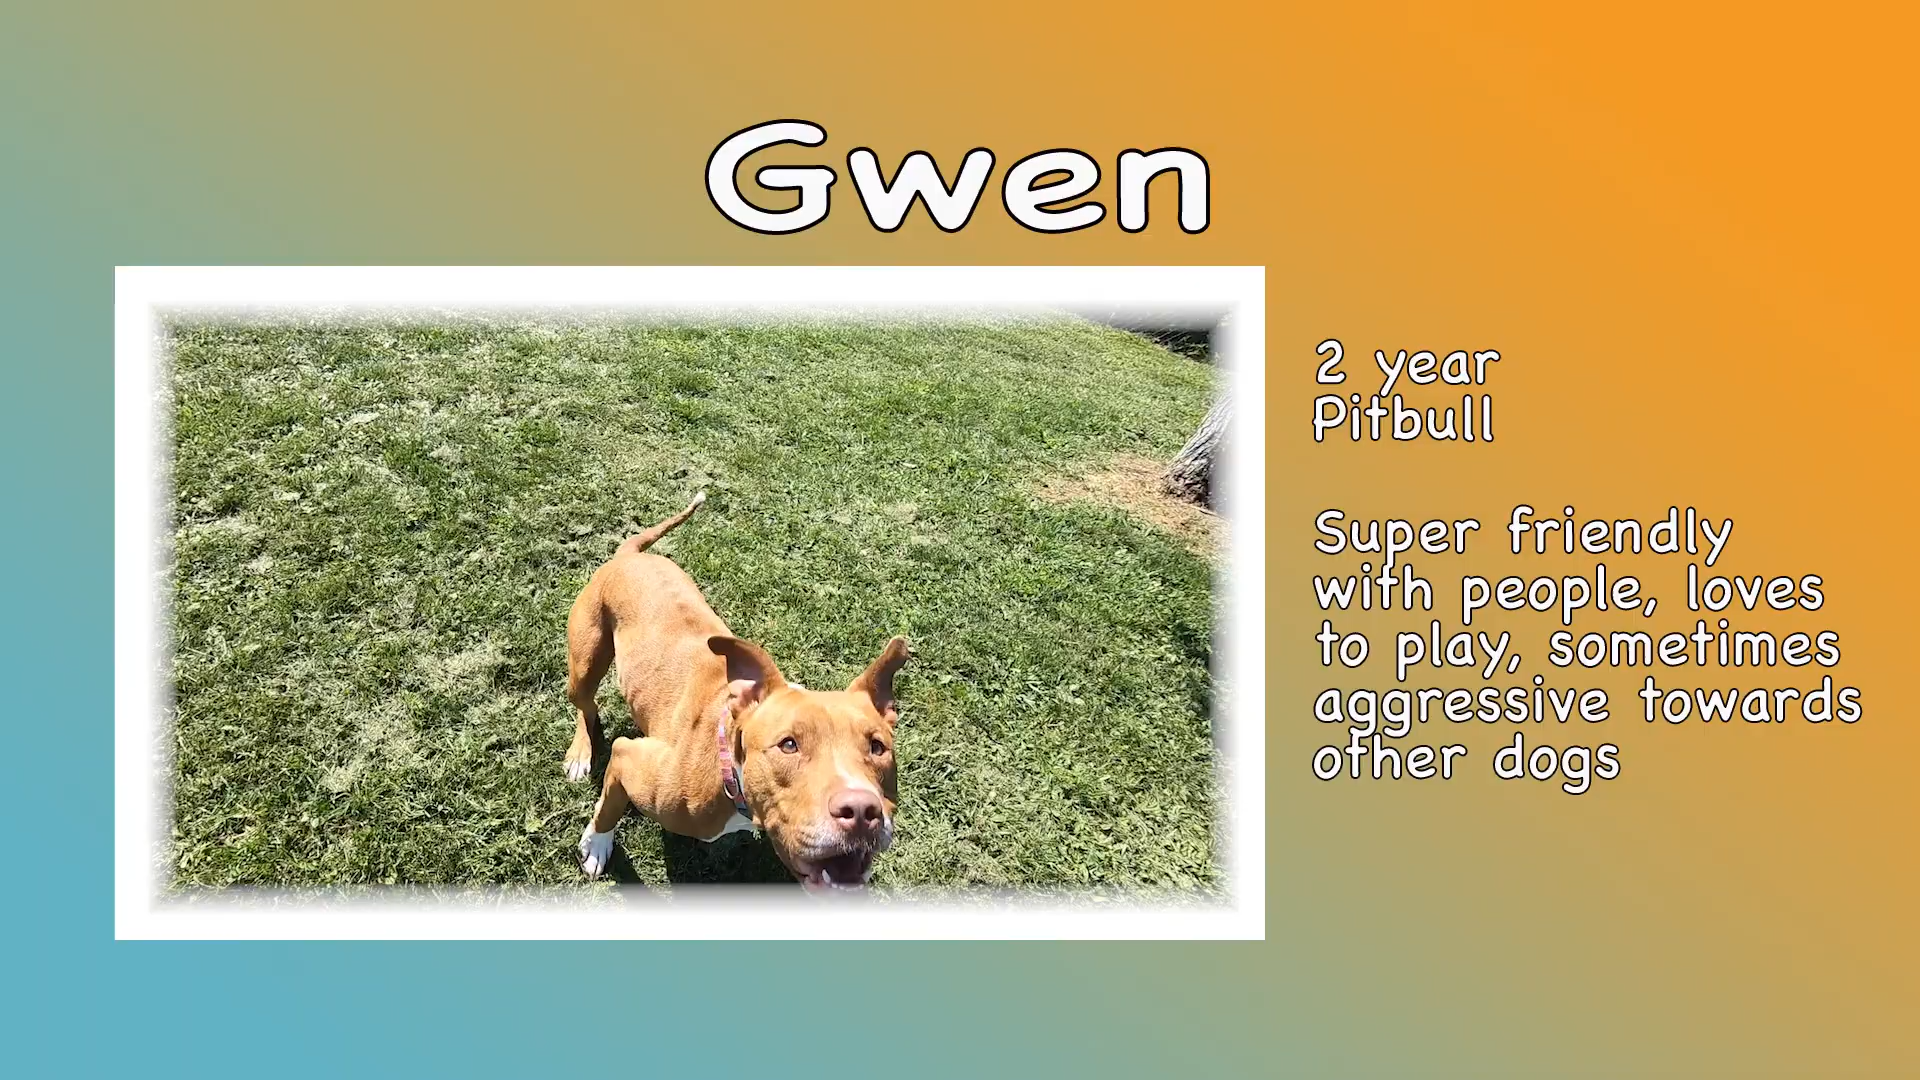 Gwen
2 year
Pitbull
Super friendly
with people, loves
to play, sometimes
aggressive towards
other dogs